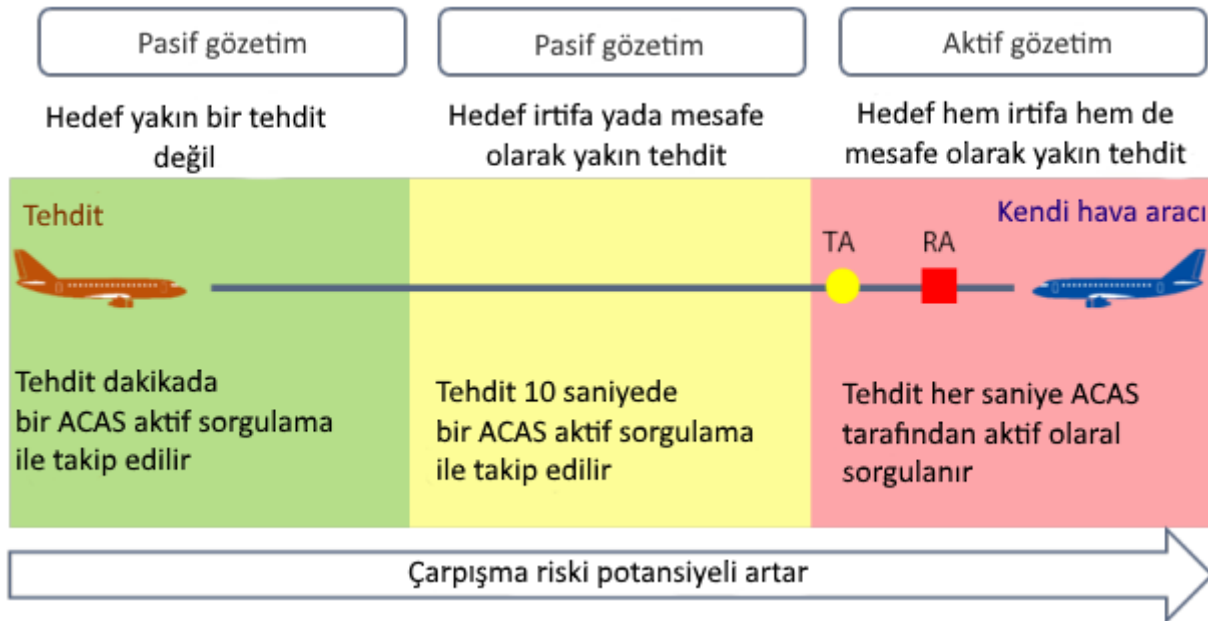 Pasif gözetim
Pasif gözetim
Aktif gözetim
Hedef yakın bir tehdit
değil
Hedef irtifa yada mesafe
olarak yakın tehdit
Hedef hem irtifa hem de
mesafe olarak yakın tehdit
Tehdit
TA
RA
Kendi hava aracı
Tehdit dakikada
bir ACAS aktif sorgulama
ile takip edilir
Tehdit 10 saniyede
bir ACAS aktif sorgulama
ile takip edilir
Tehdit her saniye ACAS
tarafından aktif olaral
sorgulanır
Çarpışma riski potansiyeli artar